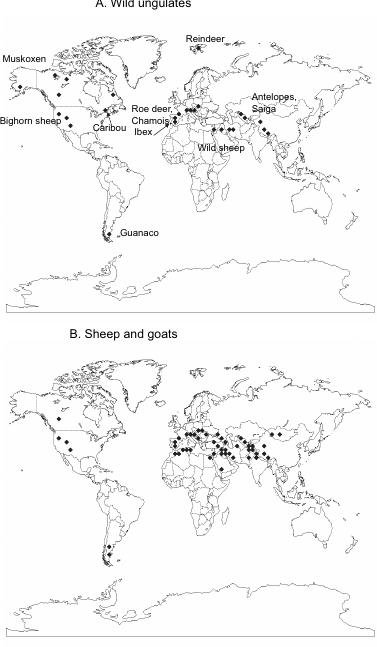 A. Wild ungulates
Reindeer
Muskoxen
Antelopes,
Saiga
Roe deer,
Chamois,
Ibex
Bighorn sheep
Caribou
Wild sheep
Guanaco
B. Sheep and goats